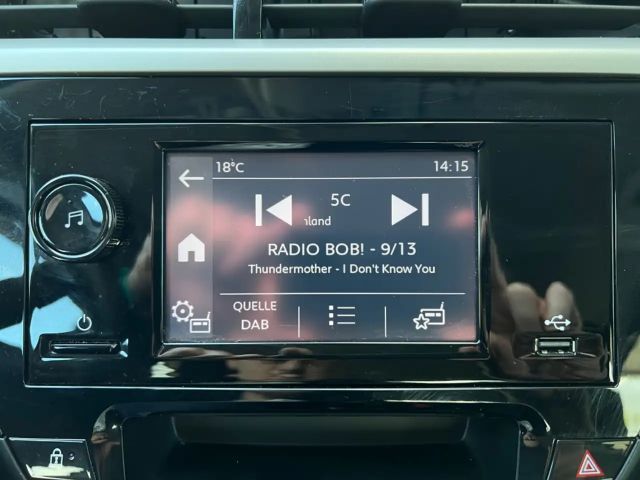 18°C 14:15
5C
nland
RADIO BOB! - 9/13
Thundermother - I Don't Know You
QUELLE
DAB